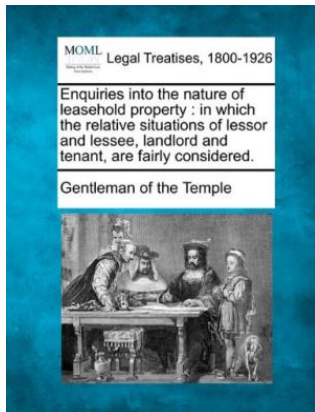 MOML
Legal Treatises, 1800-1926
Enquiries into the nature of
leasehold property : in which
the relative situations of lessor
and lessee, landlord and
tenant, are fairly considered.
Gentleman of the Temple